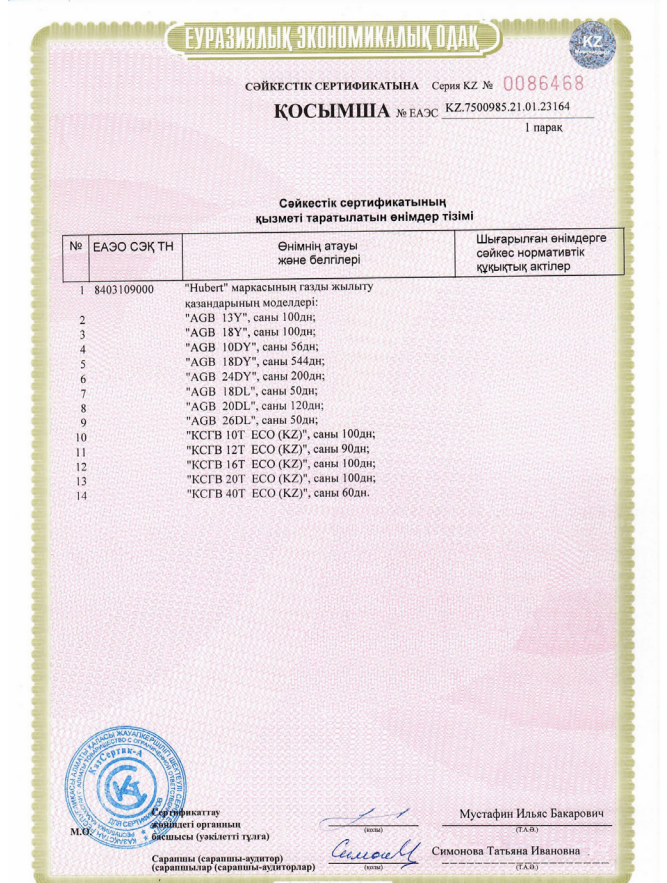 ЕУРАЗИЯЛЫҚ ЭКОНОМИКАЛЫҚ ОДАҚ
KZ
СӘЙКЕСТІК СЕРТИФИКАТЫНА Серия KZ № 0086468
ҚОСЫМША № ЕАЭС KZ.7500985.21.01.23164
1 парақ
Сәйкестік сертификатының
қызметі таратылатын өнімдер тізімі
№ ЕАЭО СЭҚ ТН Өнімнің атауы және белгілері Шығарылған өнімдерге сәйкес нормативтік құқықтық актілер
1 8403109000 "Hubert" маркасының газды жылыту
қазандарының моделдері:
2 "AGB 13Y", саны 100дн;
3 "AGB 18Y", саны 100дн;
4 "AGB 10DY", саны 56дн;
5 "AGB 18DY", саны 544дн;
6 "AGB 24DY", саны 200дн;
7 "AGB 18DL", саны 50дн;
8 "AGB 20DL", саны 120дн;
9 "AGB 26DL", саны 50дн;
10 "КСГВ 10Т ECO (KZ)", саны 100дн;
11 "КСГВ 12Т ECO (KZ)", саны 90дн;
12 "КСГВ 16Т ECO (KZ)", саны 100дн;
13 "КСГВ 20Т ECO (KZ)", саны 100дн;
14 "КСГВ 40Т ECO (KZ)", саны 60дн.
КазСертик-А
ДЛЯ СЕРТИФИКАТОВ
М.О.
Сертификаттау
жөніндегі органның
басшысы (уәкілетті тұлға)
(қолы)
Мустафин Ильяс Бакарович
(Т.А.Ә.)
Сарапшы (сарапшы-аудитор)
(сарапшылар (сарапшы-аудиторлар)
(қолы)
Симонова Татьяна Ивановна
(Т.А.Ә.)